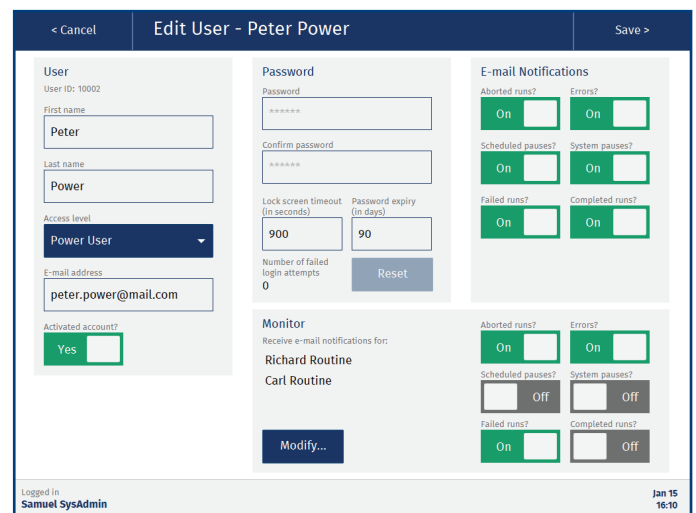 < Cancel
Edit User - Peter Power
Save >
User
User ID: 10002
First name
Peter
Last name
Power
Access level
Power User
E-mail address
peter.power@mail.com
Activated account?
Yes
Password
Password
******
Confirm password
******
Lock screen timeout
(in seconds)
900
Password expiry
(in days)
90
Number of failed
login attempts
0
Reset
E-mail Notifications
Aborted runs?
On
Errors?
On
Scheduled pauses?
On
System pauses?
On
Failed runs?
On
Completed runs?
On
Monitor
Receive e-mail notifications for:
Richard Routine
Carl Routine
Modify...
Aborted runs?
On
Errors?
On
Scheduled pauses?
Off
System pauses?
Off
Failed runs?
On
Completed runs?
Off
Logged in
Samuel SysAdmin
Jan 15
16:10